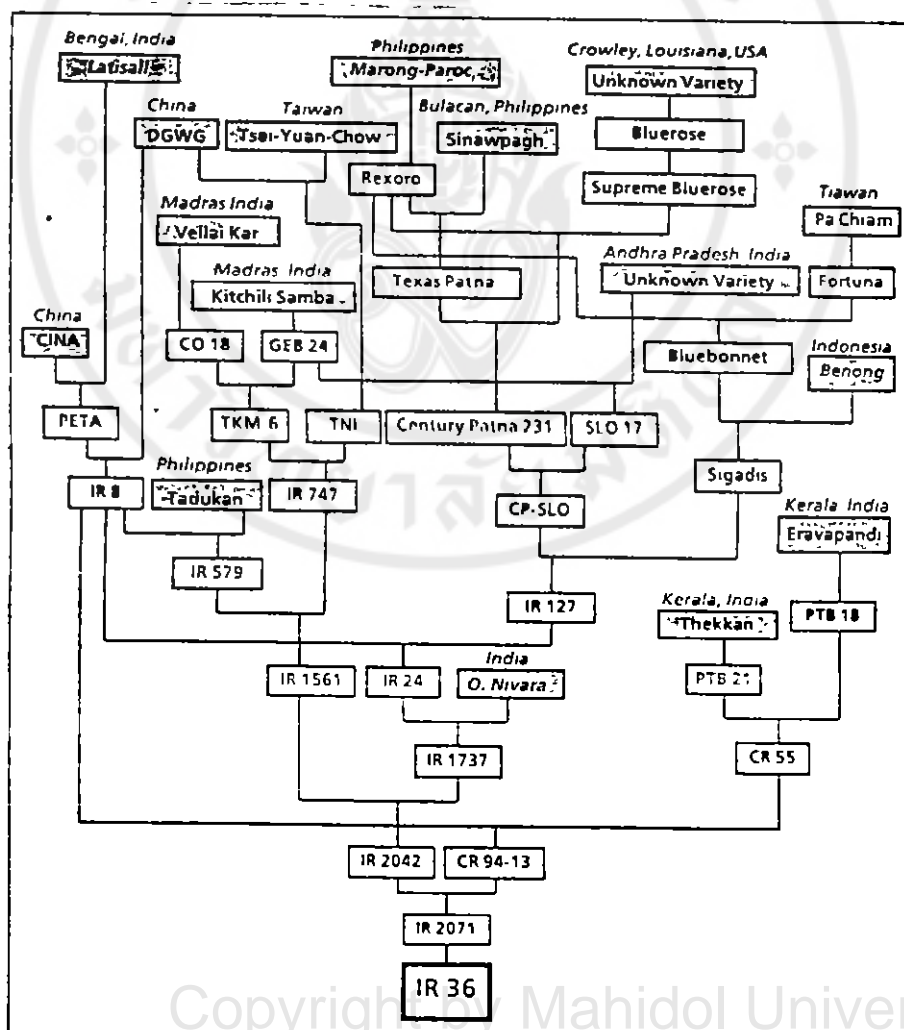 Bengal, India
Latisail
Philippines
Marong-Paroc
Crowley, Louisiana, USA
Unknown Variety
China
DGWG
Taiwan
Tsai-Yuan-Chow
Bulacan, Philippines
Sinawpagh
Bluerose
Rexoro
Supreme Bluerose
Madras India
Vellai Kar
Tiawan
Pa Chiam
Madras India
Kitchili Samba
Texas Patna
Andhra Pradesh India
Unknown Variety
Fortuna
China
CINA
CO 18
GEB 24
Bluebonnet
Indonesia
Benong
PETA
TKM 6
TNI
Century Patna 231
SLO 17
Philippines
Tadukan
IR 8
IR 747
CP-SLO
Sigadis
Kerala India
Eravapandi
IR 579
IR 127
Kerala, India
Thekkan
PTB 18
India
O. Nivara
IR 1561
IR 24
PTB 21
IR 1737
CR 55
IR 2042
CR 94-13
IR 2071
IR 36
Copyright by Mahidol Univer